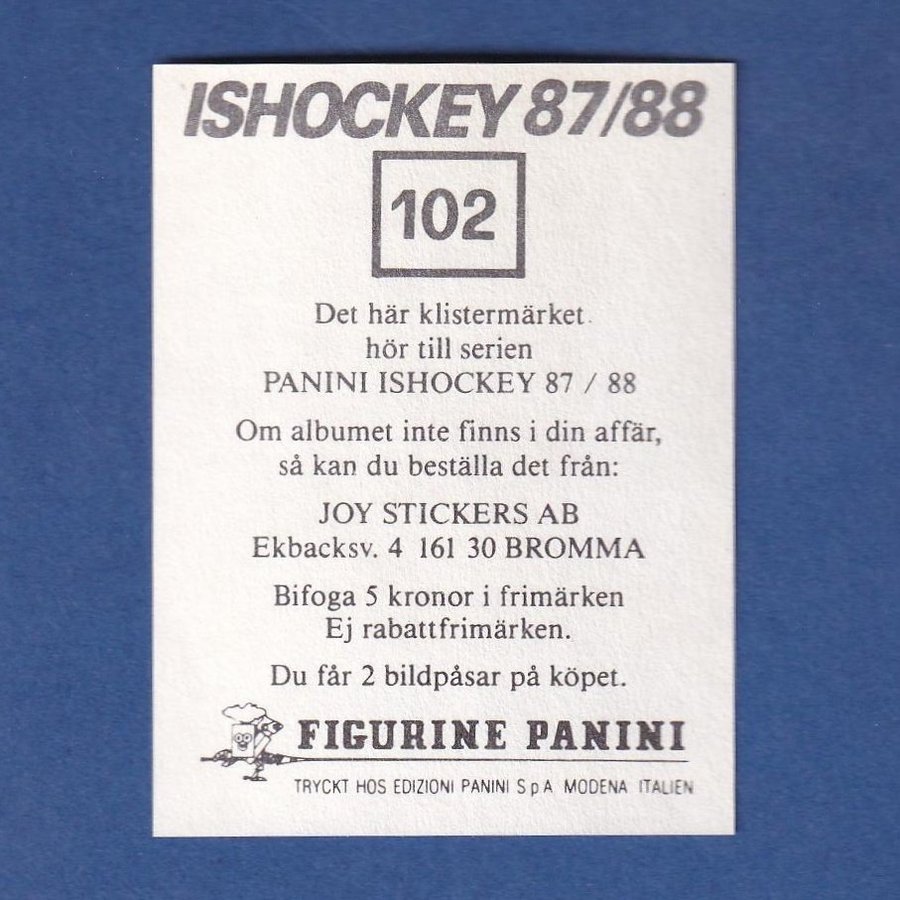 ISHOCKEY 87/88
102
Det här klistermärket
hör till serien
PANINI ISHOCKEY 87 / 88
Om albumet inte finns i din affär,
så kan du beställa det från:
JOY STICKERS AB
Ekbacksv. 4 161 30 BROMMA
Bifoga 5 kronor i frimärken
Ej rabattfrimärken.
Du får 2 bildpåsar på köpet.
FIGURINE PANINI
TRYCKT HOS EDIZIONI PANINI S p A MODENA ITALIEN